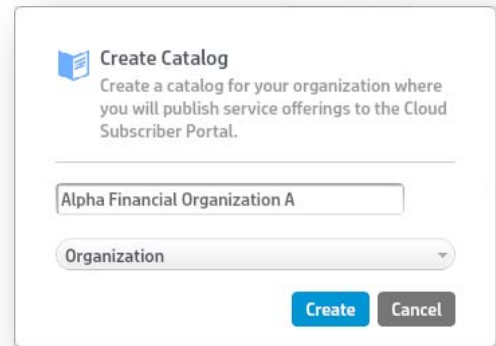 Create Catalog
Create a catalog for your organization where
you will publish service offerings to the Cloud
Subscriber Portal.
Alpha Financial Organization A
Organization
Create Cancel